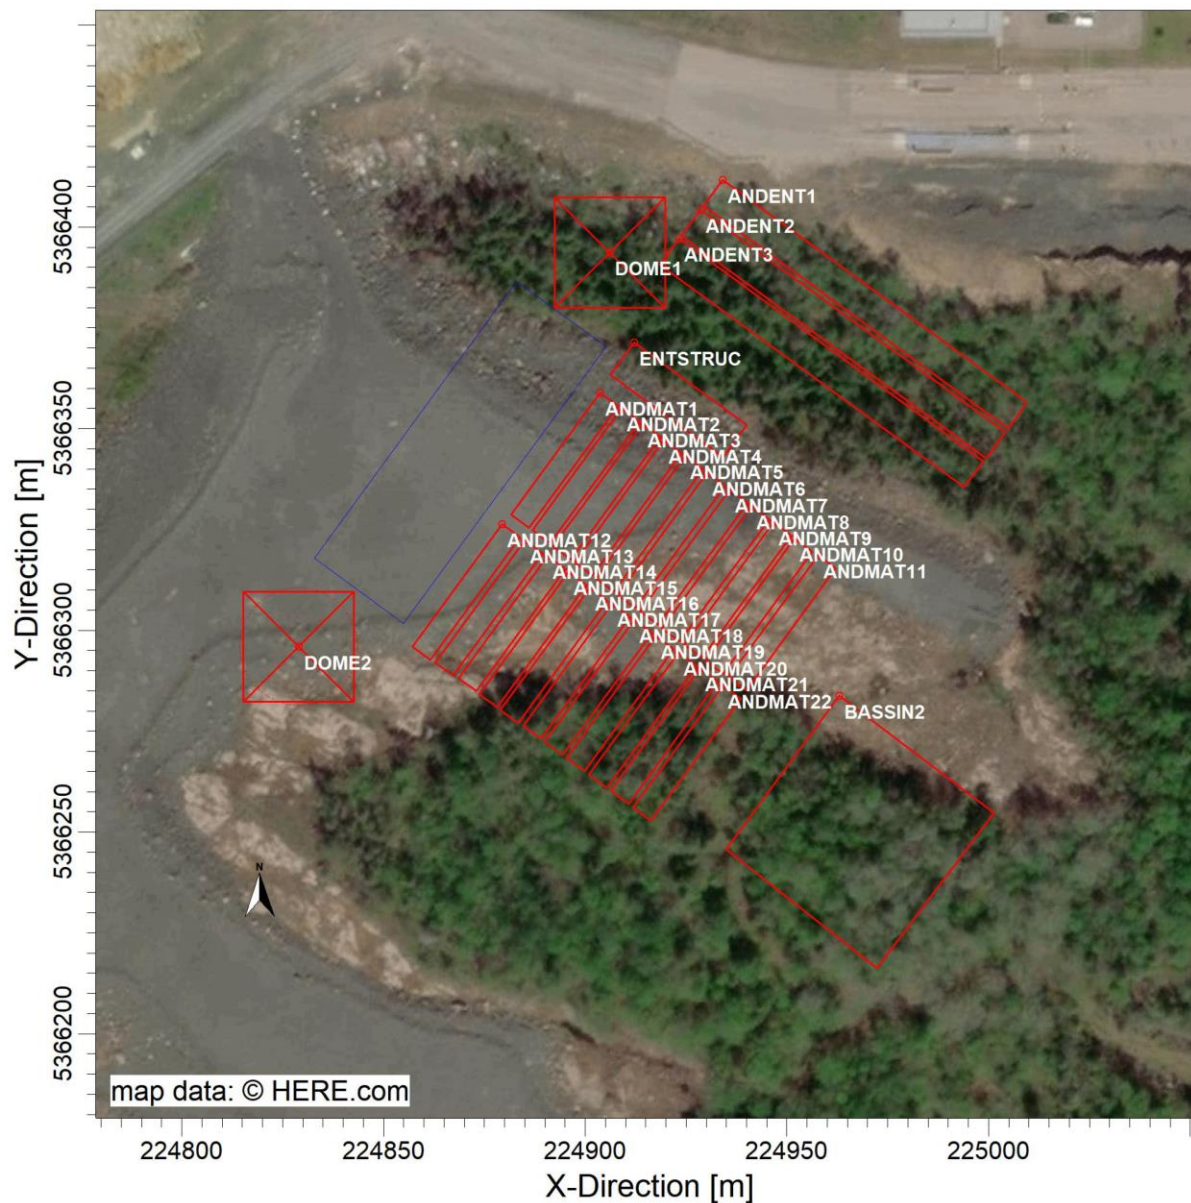 ANDENT1
ANDENT2
ANDENT3
DOME1
ENTSTRUC
ANDMAT1
ANDMAT2
ANDMAT3
ANDMAT4
ANDMAT5
ANDMAT6
ANDMAT7
ANDMAT8
ANDMAT9
ANDMAT10
ANDMAT11
ANDMAT12
ANDMAT13
ANDMAT14
ANDMAT15
ANDMAT16
ANDMAT17
ANDMAT18
ANDMAT19
ANDMAT20
ANDMAT21
ANDMAT22
DOME2
BASSIN2
N
map data: © HERE.com
Y-Direction [m]
5366400
5366350
5366300
5366250
5366200
224800
224850
224900
224950
225000
X-Direction [m]